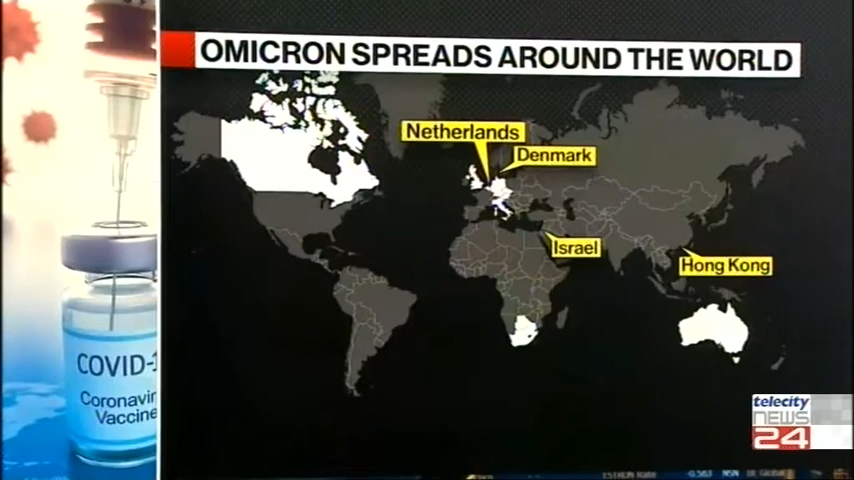 OMICRON SPREADS AROUND THE WORLD
Netherlands
Denmark
Israel
Hong Kong
COVID-1
Coronavir
Vaccine
telecity
NEWS
24